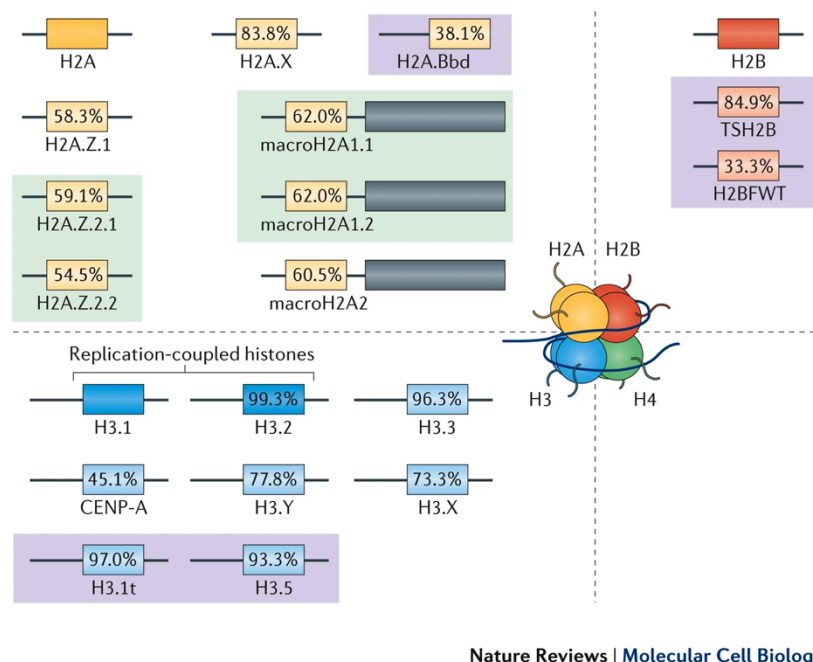 H2A
83.8%
H2A.X
38.1%
H2A.Bbd
H2B
58.3%
H2A.Z.1
62.0%
macroH2A1.1
84.9%
TSH2B
59.1%
H2A.Z.2.1
62.0%
macroH2A1.2
33.3%
H2BFWT
54.5%
H2A.Z.2.2
60.5%
macroH2A2
H2A H2B
H3 H4
Replication-coupled histones
H3.1
99.3%
H3.2
96.3%
H3.3
45.1%
CENP-A
77.8%
H3.Y
73.3%
H3.X
97.0%
H3.1t
93.3%
H3.5
Nature Reviews | Molecular Cell Biolog